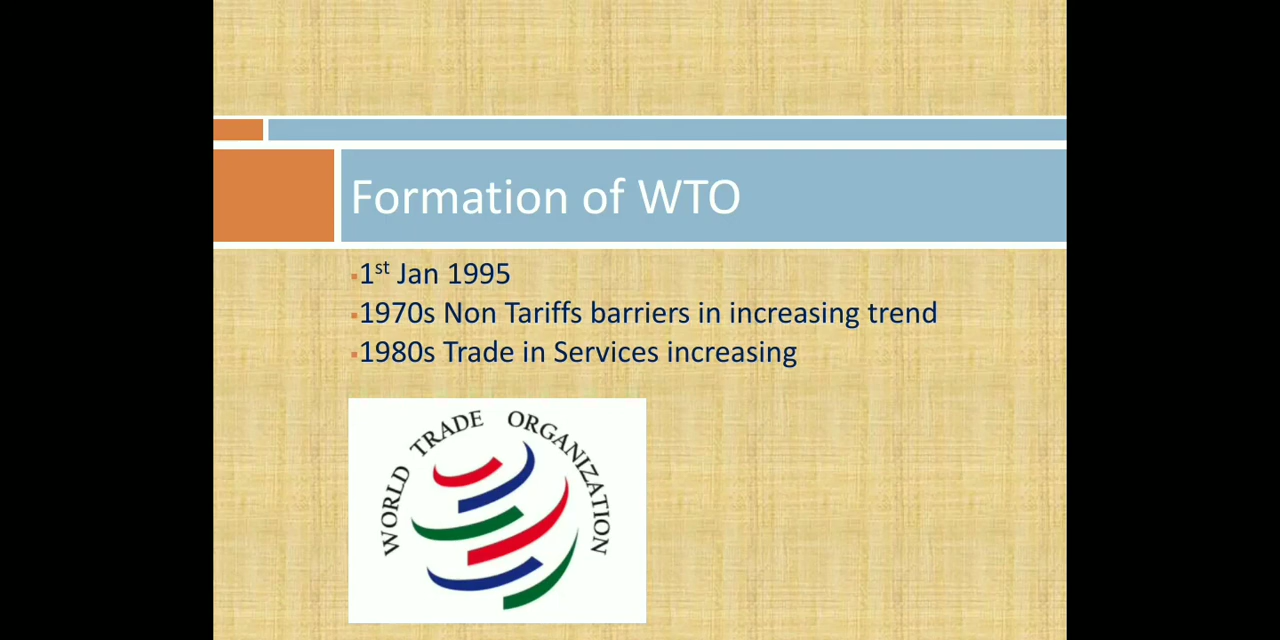 Formation of WTO
▪1st Jan 1995
▪1970s Non Tariffs barriers in increasing trend
▪1980s Trade in Services increasing
WORLD TRADE ORGANIZATION